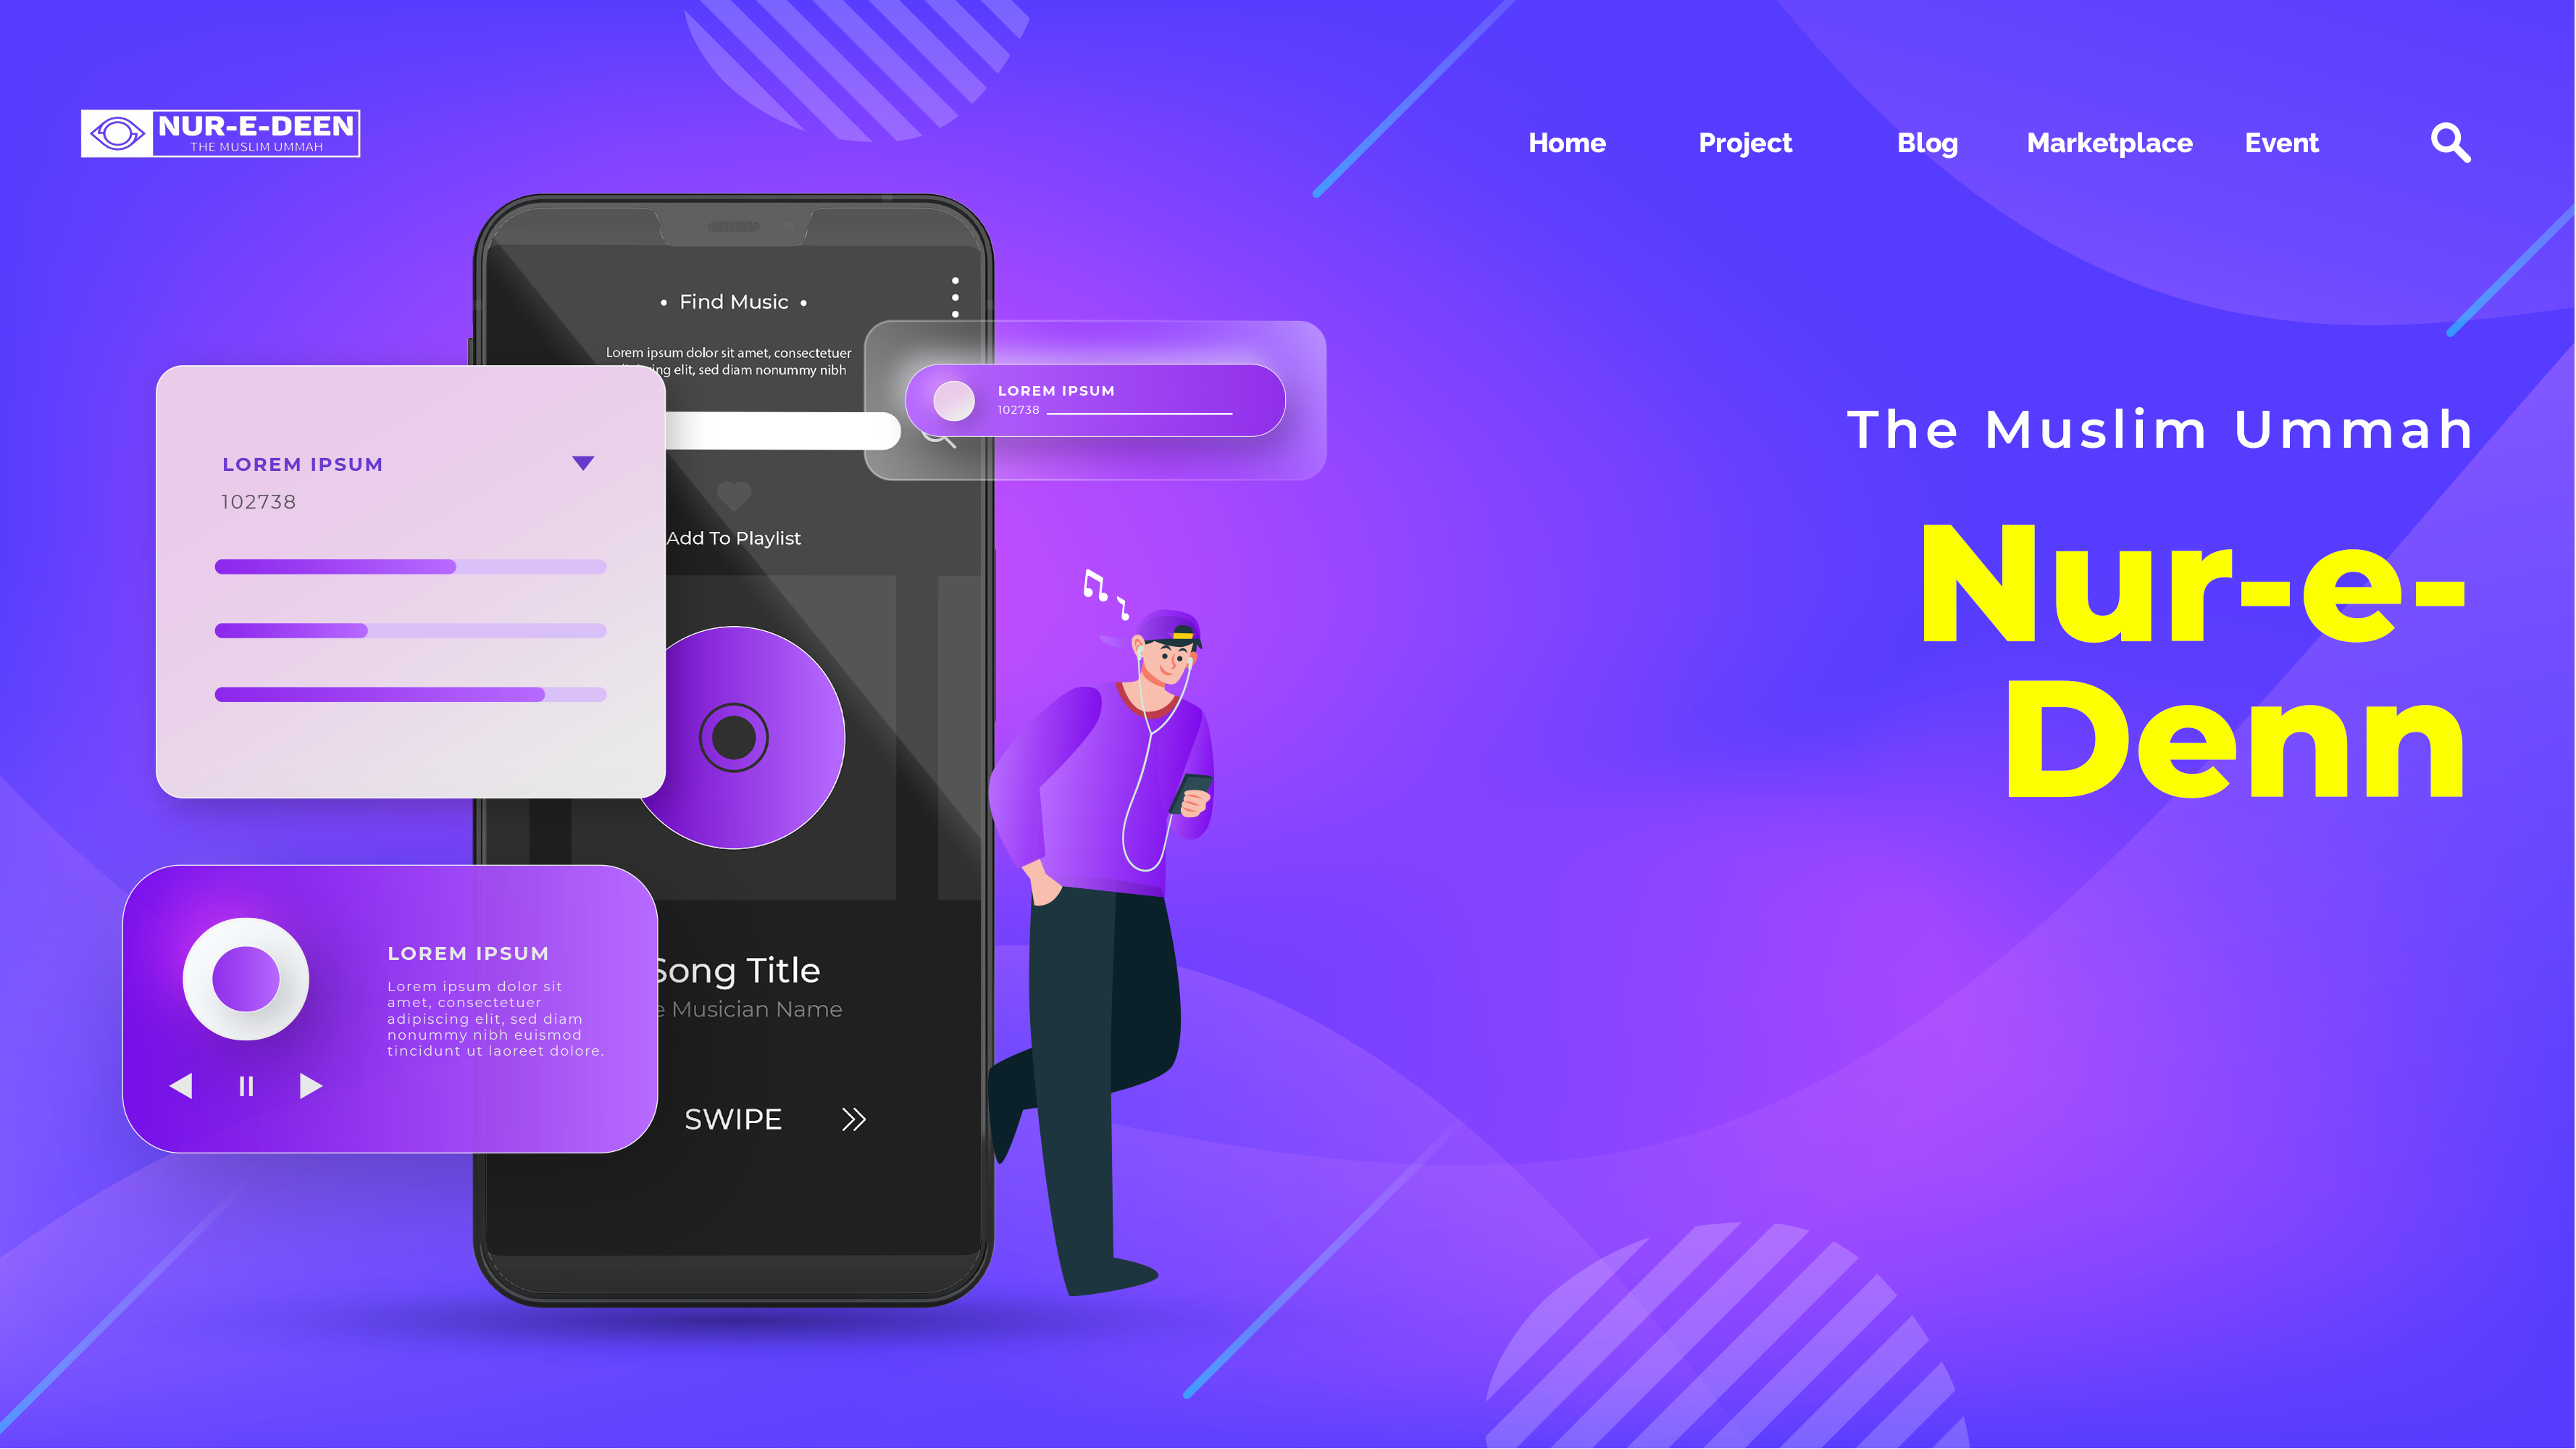 NUR-E-DEEN
THE MUSLIM UMMAH
Home Project Blog Marketplace Event
Find Music
Lorem ipsum dolor sit amet, consectetuer
elit, sed diam nonummy nibh
LOREM IPSUM
102738
The Muslim Ummah
Nur-e-
Denn
LOREM IPSUM
102738
Add To Playlist
LOREM IPSUM
Lorem ipsum dolor sit
amet, consectetuer
adipiscing elit, sed diam
nonummy nibh euismod
tincidunt ut laoreet dolore.
Song Title
Musician Name
SWIPE